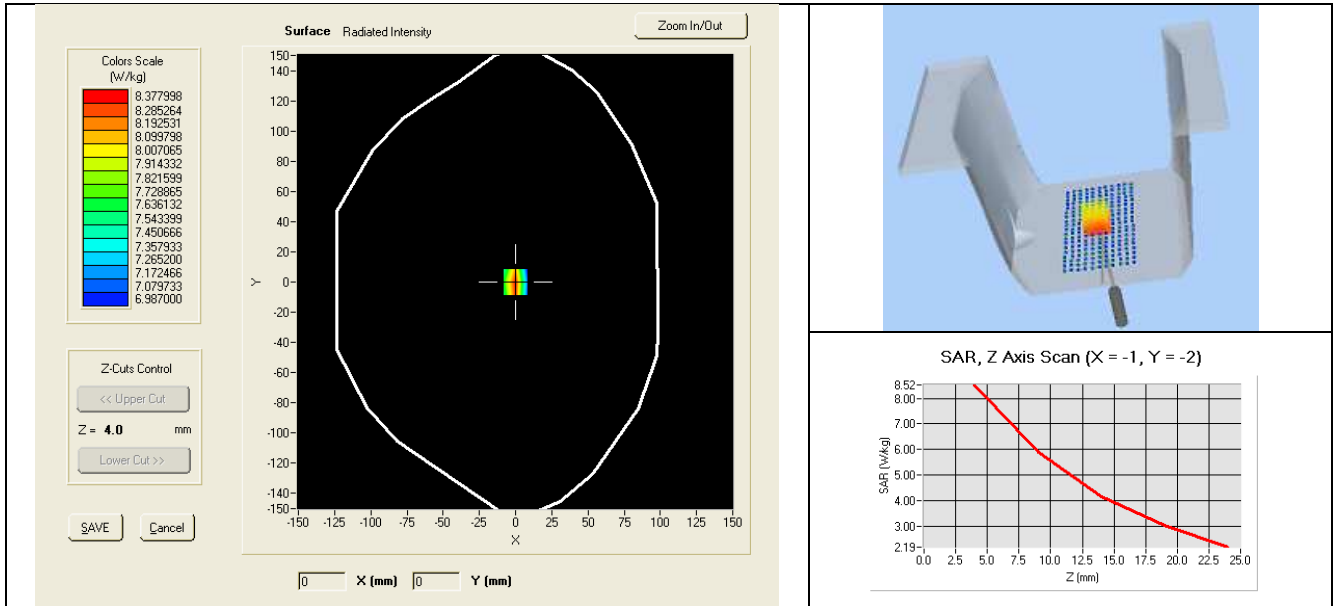 Surface Radiated Intensity
Zoom In/Out
Colors Scale
(W/kg)
8.377998
8.285264
8.192531
8.099798
8.007065
7.914332
7.821599
7.728865
7.636132
7.543399
7.450666
7.357933
7.265200
7.172466
7.079733
6.987000
Z-Cuts Control
<< Upper Cut
Z = 4.0 mm
Lower Cut >>
SAVE
Cancel
150
140
120
100
80
60
40
20
0
-20
-40
-60
-80
-100
-120
-140
-150
Y
-150 -125 -100 -75 -50 -25 0 25 50 75 100 125 150
X
0 X (mm) 0 Y (mm)
SAR, Z Axis Scan (X = -1, Y = -2)
8.52
8.00
7.00
6.00
5.00
4.00
3.00
2.19
SAR (W/kg)
0.0 2.5 5.0 7.5 10.0 12.5 15.0 17.5 20.0 22.5 25.0
Z (mm)